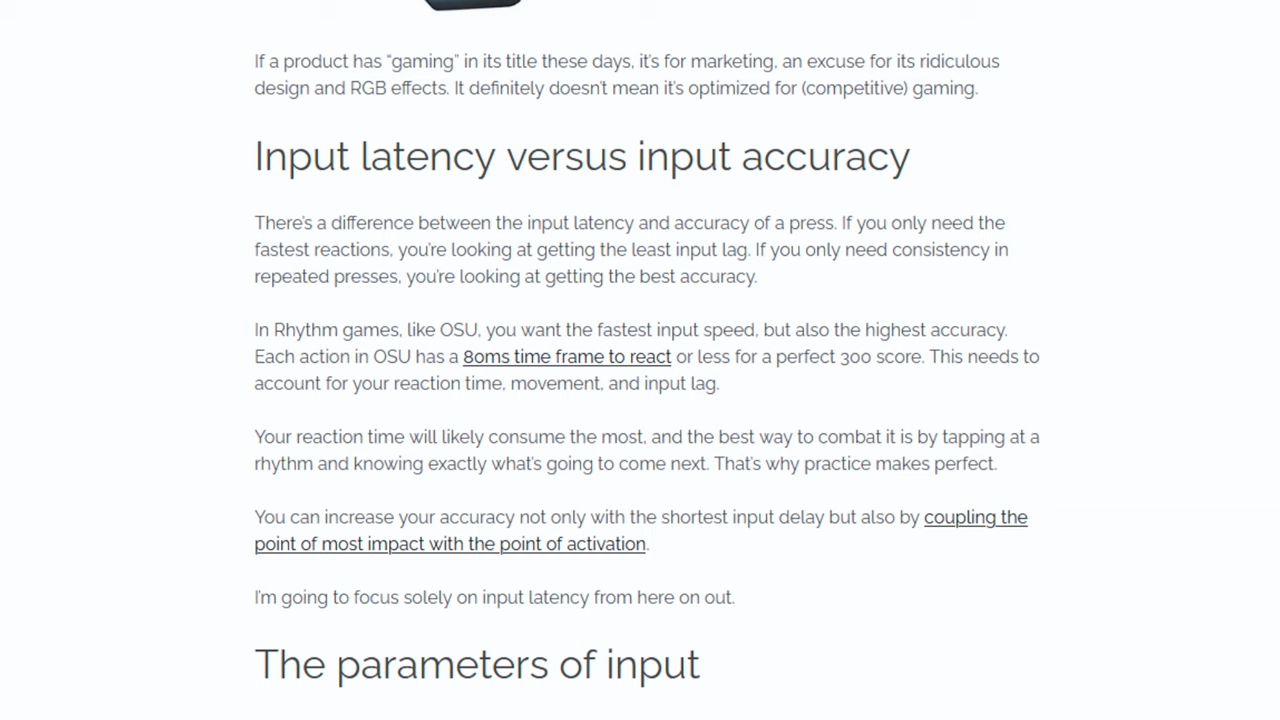 If a product has “gaming” in its title these days, it’s for marketing, an excuse for its ridiculous
design and RGB effects. It definitely doesn’t mean it’s optimized for (competitive) gaming.
Input latency versus input accuracy
There’s a difference between the input latency and accuracy of a press. If you only need the
fastest reactions, you’re looking at getting the least input lag. If you only need consistency in
repeated presses, you’re looking at getting the best accuracy.
In Rhythm games, like OSU, you want the fastest input speed, but also the highest accuracy.
Each action in OSU has a 80ms time frame to react or less for a perfect 300 score. This needs to
account for your reaction time, movement, and input lag.
Your reaction time will likely consume the most, and the best way to combat it is by tapping at a
rhythm and knowing exactly what’s going to come next. That’s why practice makes perfect.
You can increase your accuracy not only with the shortest input delay but also by coupling the
point of most impact with the point of activation.
I’m going to focus solely on input latency from here on out.
The parameters of input